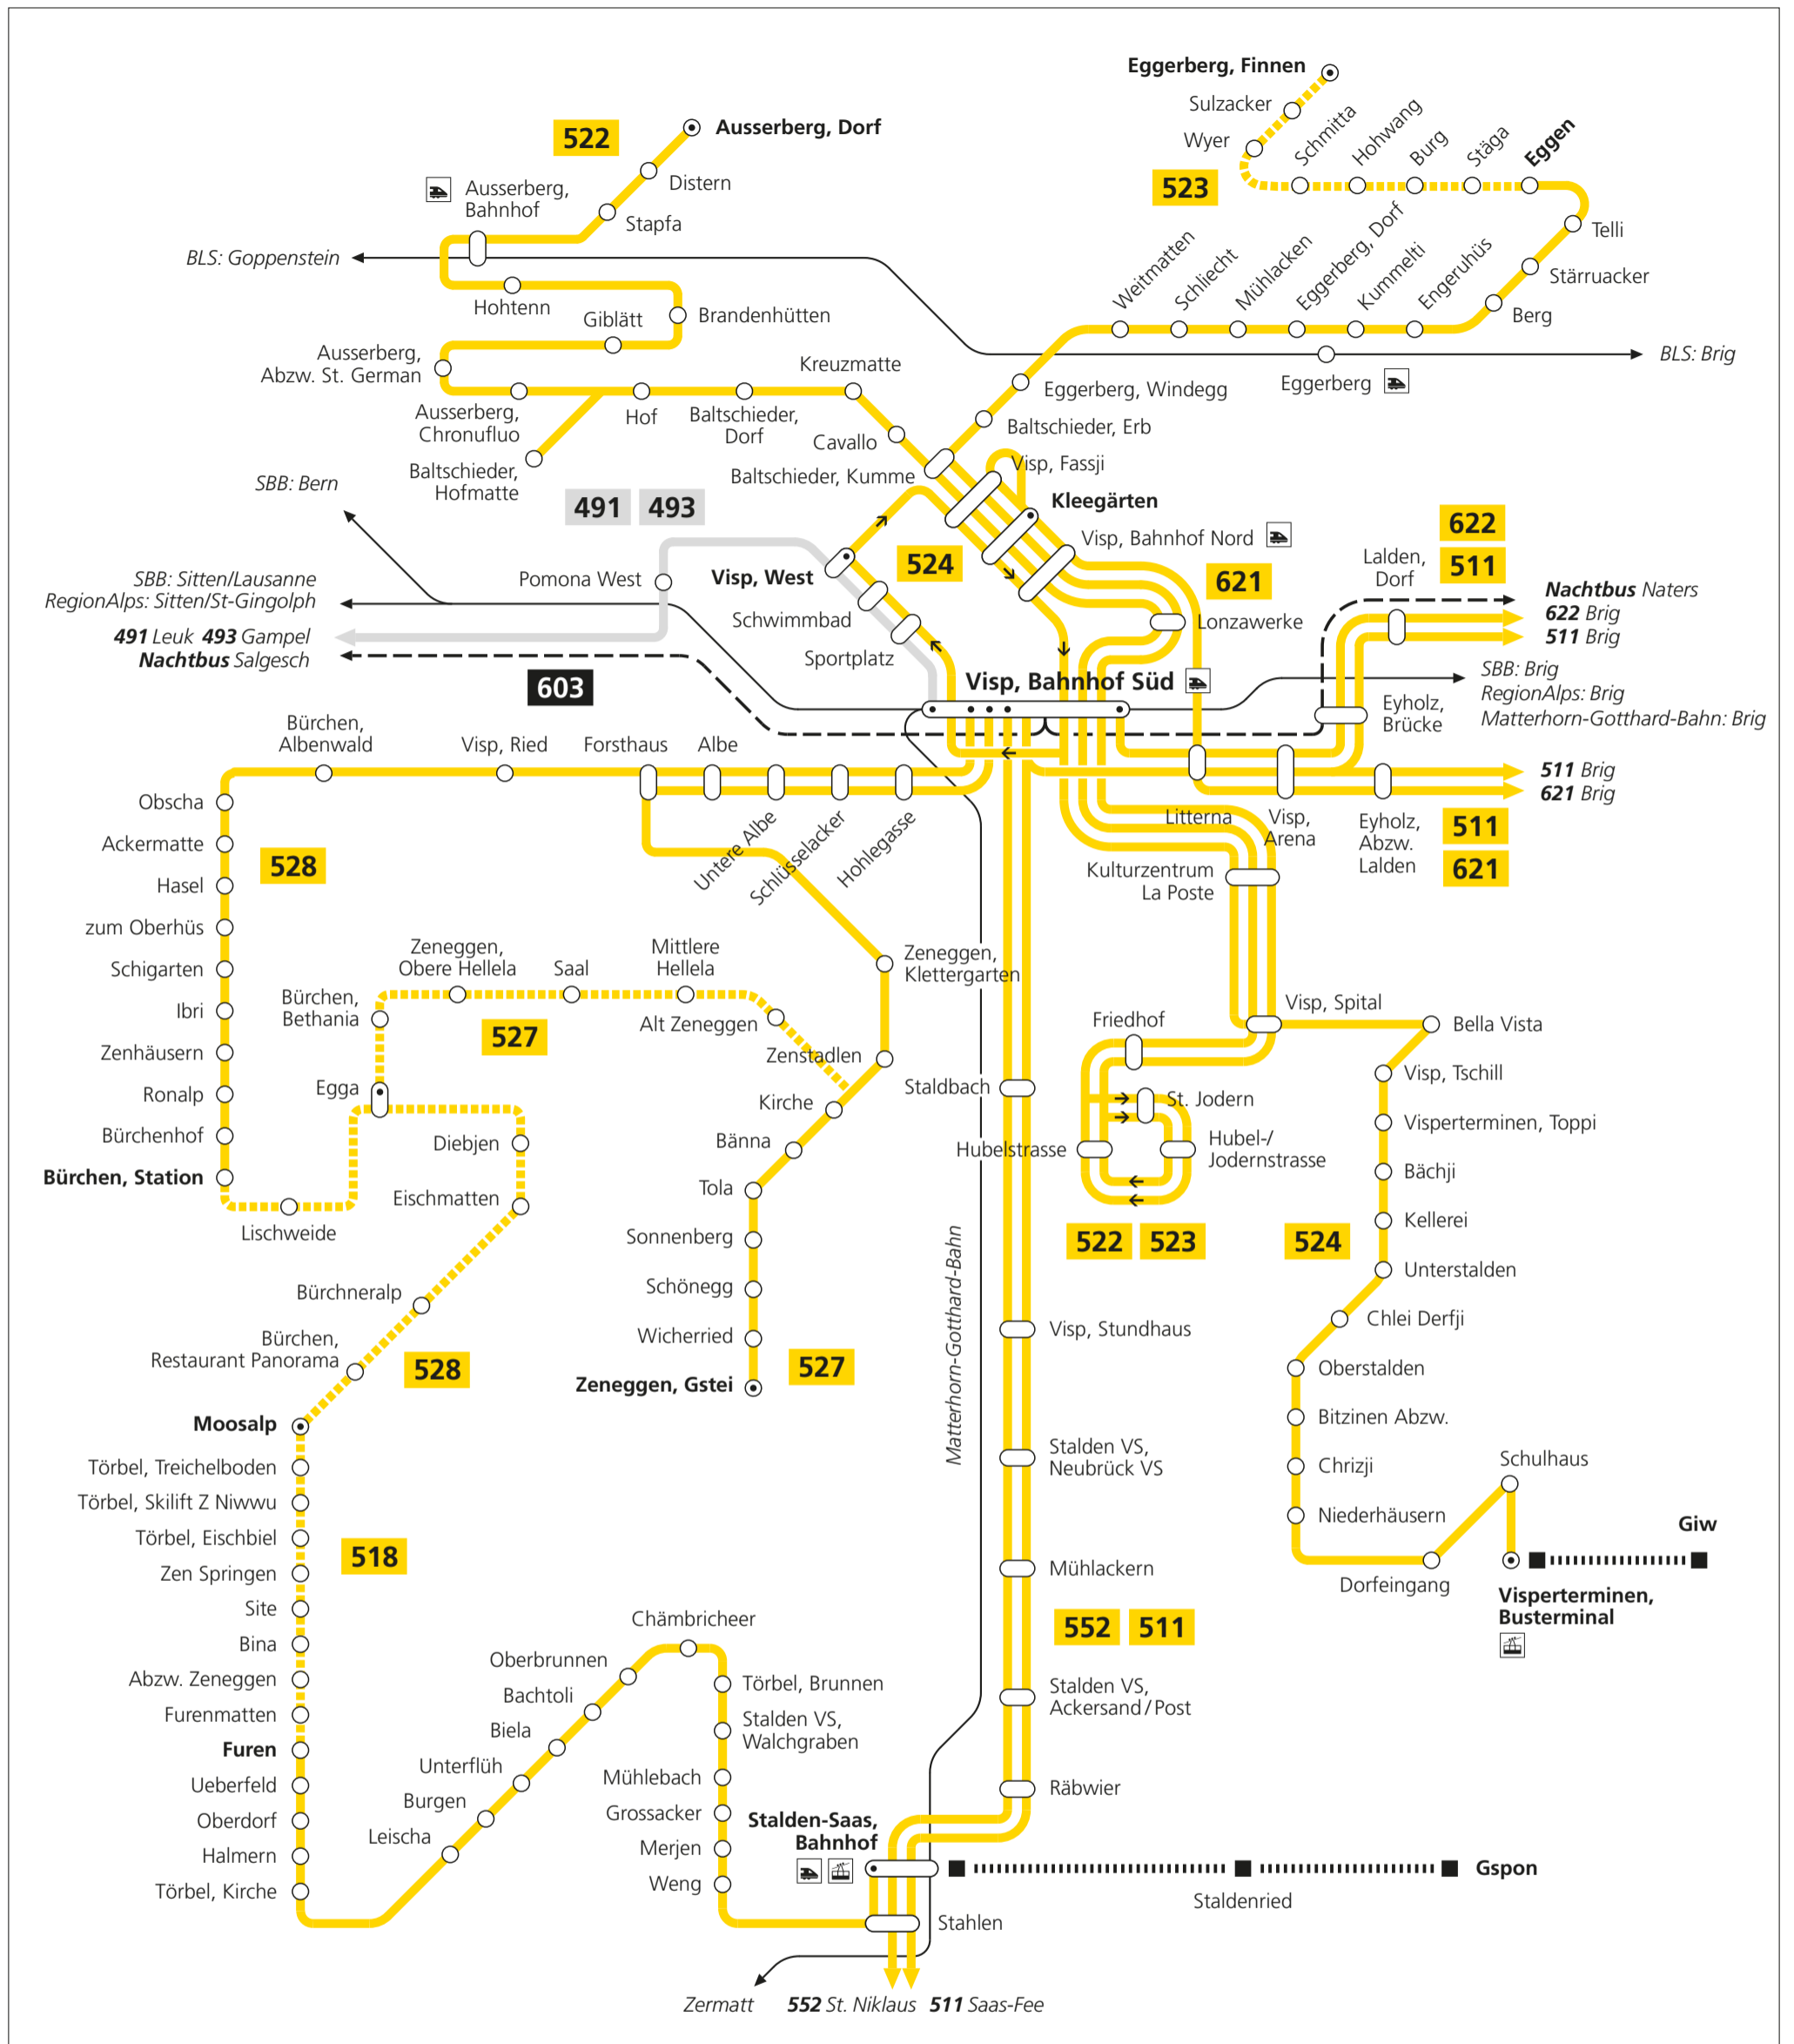 Eggerberg, Finnen
Sulzacker
Wyer
Schmitta
Hohwang
Burg
Stäga
Eggen
523
522
Ausserberg, Dorf
Distern
Stapfa
Ausserberg,
Bahnhof
BLS: Goppenstein
Hohtenn
Giblätt
Brandenhütten
Ausserberg,
Abzw. St. German
Ausserberg,
Chronufluo
Baltschieder,
Hofmatte
Hof
Baltschieder,
Dorf
Kreuzmatte
Cavallo
Baltschieder, Kumme
Telli
Stärruacker
Berg
Weitmatten
Schliecht
Mühlacken
Eggerberg, Dorf
Kummelti
Engeruhüs
BLS: Brig
Eggerberg
Eggerberg, Windegg
Baltschieder, Erb
Visp, Fassji
Kleegärten
Visp, Bahnhof Nord
SBB: Bern
491
493
524
621
622
511
Lalden,
Dorf
Nachtbus Naters
622 Brig
511 Brig
SBB: Sitten/Lausanne
RegionAlps: Sitten/St-Gingolph
491 Leuk 493 Gampel
Nachtbus Salgesch
Pomona West
Visp, West
Schwimmbad
Sportplatz
Lonzawerke
603
Visp, Bahnhof Süd
SBB: Brig
RegionAlps: Brig
Matterhorn-Gotthard-Bahn: Brig
Eyholz,
Brücke
511 Brig
621 Brig
Bürchen,
Albenwald
Visp, Ried
Forsthaus
Albe
Untere Albe
Schlüsselacker
Hohlegasse
Litterna
Visp,
Arena
Eyholz,
Abzw.
Lalden
511
621
Kulturzentrum
La Poste
Obscha
Ackermatte
Hasel
zum Oberhüs
Schigarten
Ibri
Zenhäusern
Ronalp
Bürchenhof
Bürchen, Station
528
Lischweide
Zeneggen,
Obere Hellela
Saal
Mittlere
Hellela
Bürchen,
Bethania
527
Alt Zeneggen
Egga
Diebjen
Eischmatten
Bürchneralp
Bürchen,
Restaurant Panorama
528
Zeneggen,
Klettergarten
Zenstadlen
Kirche
Bänna
Tola
Sonnenberg
Schönegg
Wicherried
Zeneggen, Gstei
527
Matterhorn-Gotthard-Bahn
Friedhof
Visp, Spital
Bella Vista
Staldbach
St. Jodern
Hubelstrasse
Hubel-/
Jodernstrasse
522
523
524
Visp, Tschill
Visperterminen, Toppi
Bächji
Kellerei
Unterstalden
Chlei Derfji
Oberstalden
Bitzinen Abzw.
Chrizji
Niederhäusern
Dorfeingang
Schulhaus
Giw
Visperterminen,
Busterminal
Visp, Stundhaus
Stalden VS,
Neubrück VS
Mühlackern
552
511
Stalden VS,
Ackersand/Post
Räbwier
Moosalp
Törbel, Treichelboden
Törbel, Skilift Z Niwwu
Törbel, Eischbiel
Zen Springen
Site
Bina
Abzw. Zeneggen
Furenmatten
Furen
Ueberfeld
Oberdorf
Halmern
Törbel, Kirche
518
Leischa
Burgen
Unterflüh
Biela
Bachtoli
Oberbrunnen
Chämbricheer
Törbel, Brunnen
Stalden VS,
Walchgraben
Mühlebach
Grossacker
Merjen
Weng
Stalden-Saas,
Bahnhof
Gspon
Staldenried
Stahlen
Zermatt
552 St. Niklaus
511 Saas-Fee